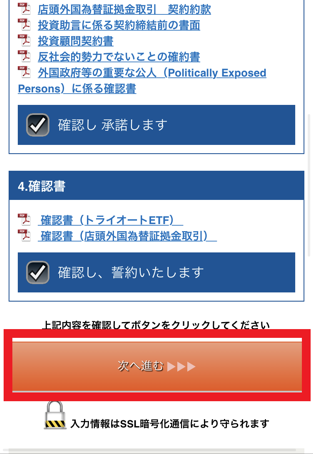 店頭外国為替証拠金取引　契約約款
投資助言に係る契約締結前の書面
投資顧問契約書
反社会的勢力でないことの確約書
外国政府等の重要な公人（Politically Exposed
Persons）に係る確認書
確認し 承諾します
4.確認書
確認書（トライオートETF）
確認書（店頭外国為替証拠金取引）
確認し、誓約いたします
上記内容を確認してボタンをクリックしてください
次へ進む ▶▶▶
入力情報はSSL暗号化通信により守られます